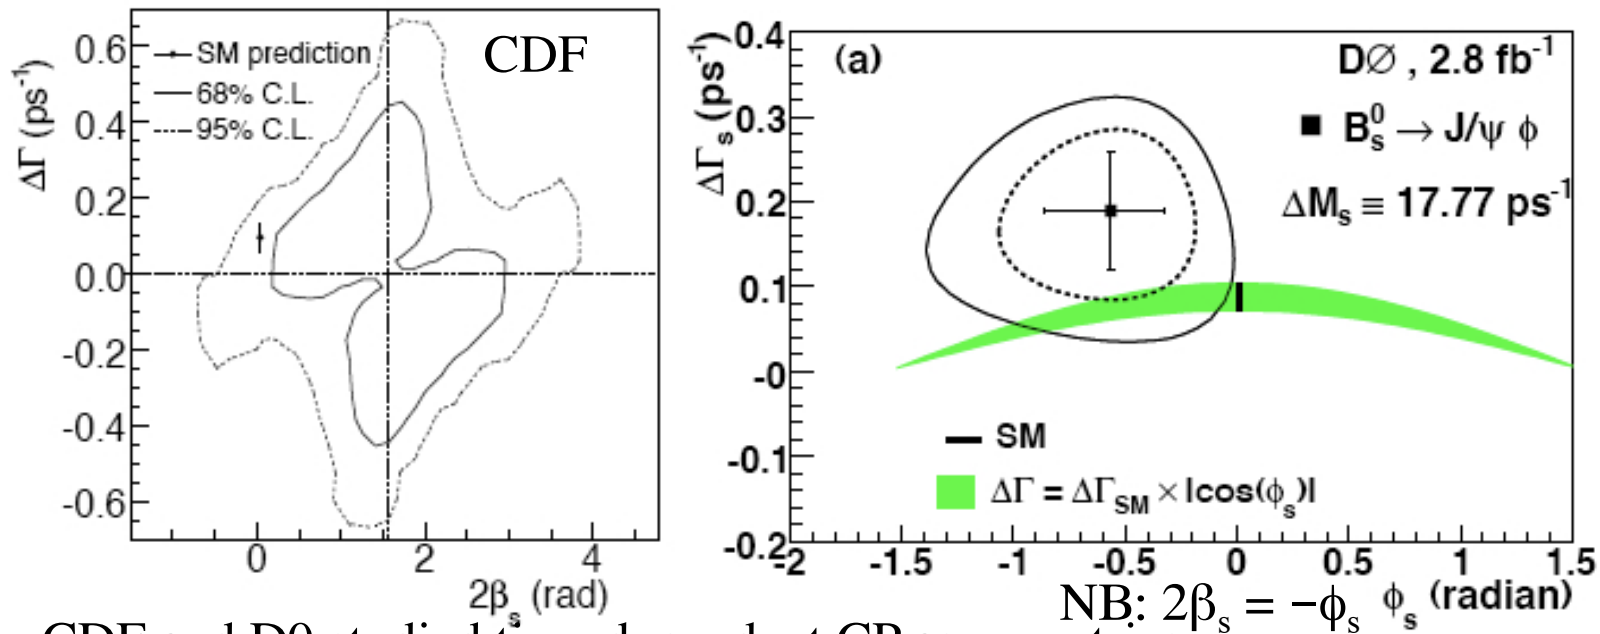 CDF
SM prediction
68% C.L.
95% C.L.
ΔΓ (ps⁻¹)
0.6
0.4
0.2
0.0
-0.2
-0.4
-0.6
0 2 4
2βₛ (rad)
(a)
DØ , 2.8 fb⁻¹
B⁰ₛ → J/ψ ϕ
ΔMₛ ≡ 17.77 ps⁻¹
ΔΓₛ (ps⁻¹)
0.4
0.3
0.2
0.1
-0
-0.1
-0.2
SM
ΔΓ = ΔΓSM × |cos(ϕₛ)|
-2 -1.5 -1 -0.5 0 0.5 1 1.5
ϕₛ (radian)
NB: 2βₛ = −ϕₛ